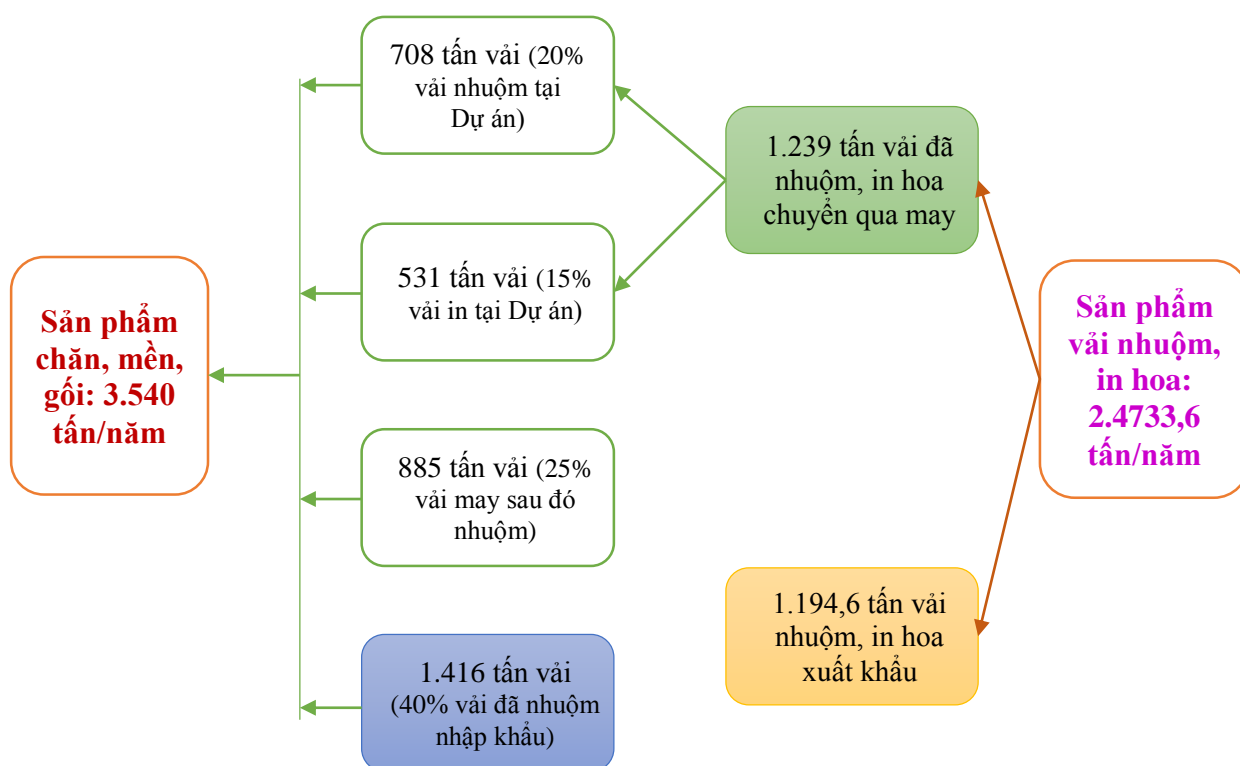 708 tấn vải (20%
vải nhuộm tại
Dự án)
1.239 tấn vải đã
nhuộm, in hoa
chuyển qua may
531 tấn vải (15%
vải in tại Dự án)
Sản phẩm
chăn, mền,
gối: 3.540
tấn/năm
Sản phẩm
vải nhuộm,
in hoa:
2.4733,6
tấn/năm
885 tấn vải (25%
vải may sau đó
nhuộm)
1.194,6 tấn vải
nhuộm, in hoa
xuất khẩu
1.416 tấn vải
(40% vải đã nhuộm
nhập khẩu)